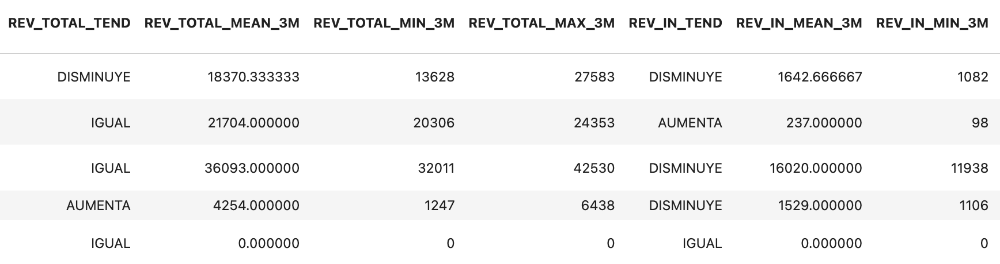 REV_TOTAL_TEND REV_TOTAL_MEAN_3M REV_TOTAL_MIN_3M REV_TOTAL_MAX_3M REV_IN_TEND REV_IN_MEAN_3M REV_IN_MIN_3M
DISMINUYE 18370.333333 13628 27583 DISMINUYE 1642.666667 1082
IGUAL 21704.000000 20306 24353 AUMENTA 237.000000 98
IGUAL 36093.000000 32011 42530 DISMINUYE 16020.000000 11938
AUMENTA 4254.000000 1247 6438 DISMINUYE 1529.000000 1106
IGUAL 0.000000 0 0 IGUAL 0.000000 0